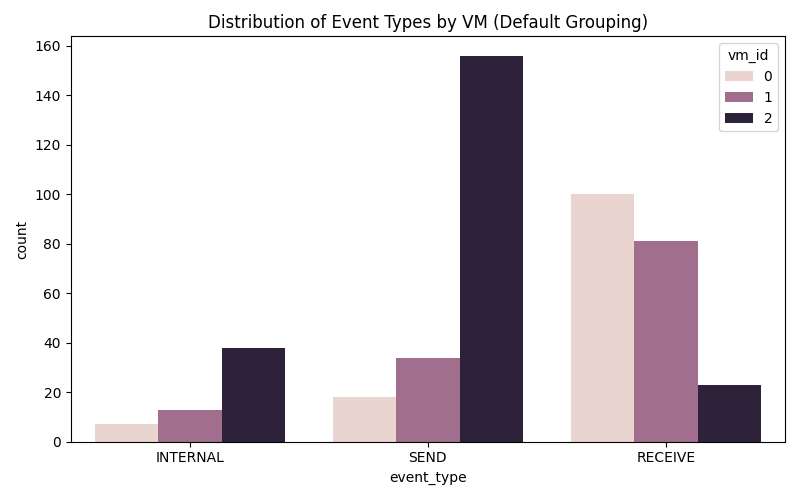 Distribution of Event Types by VM (Default Grouping)
vm_id
0
1
2
160
140
120
100
80
60
40
20
0
count
INTERNAL SEND RECEIVE
event_type